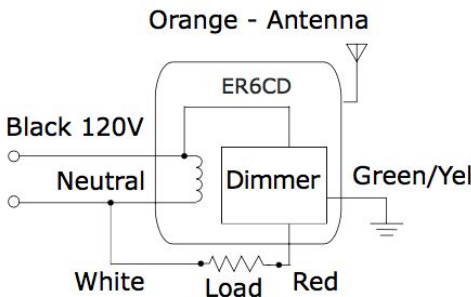 Orange - Antenna
ER6CD
Black 120V
Neutral
Dimmer
Green/Yel
White
Load
Red